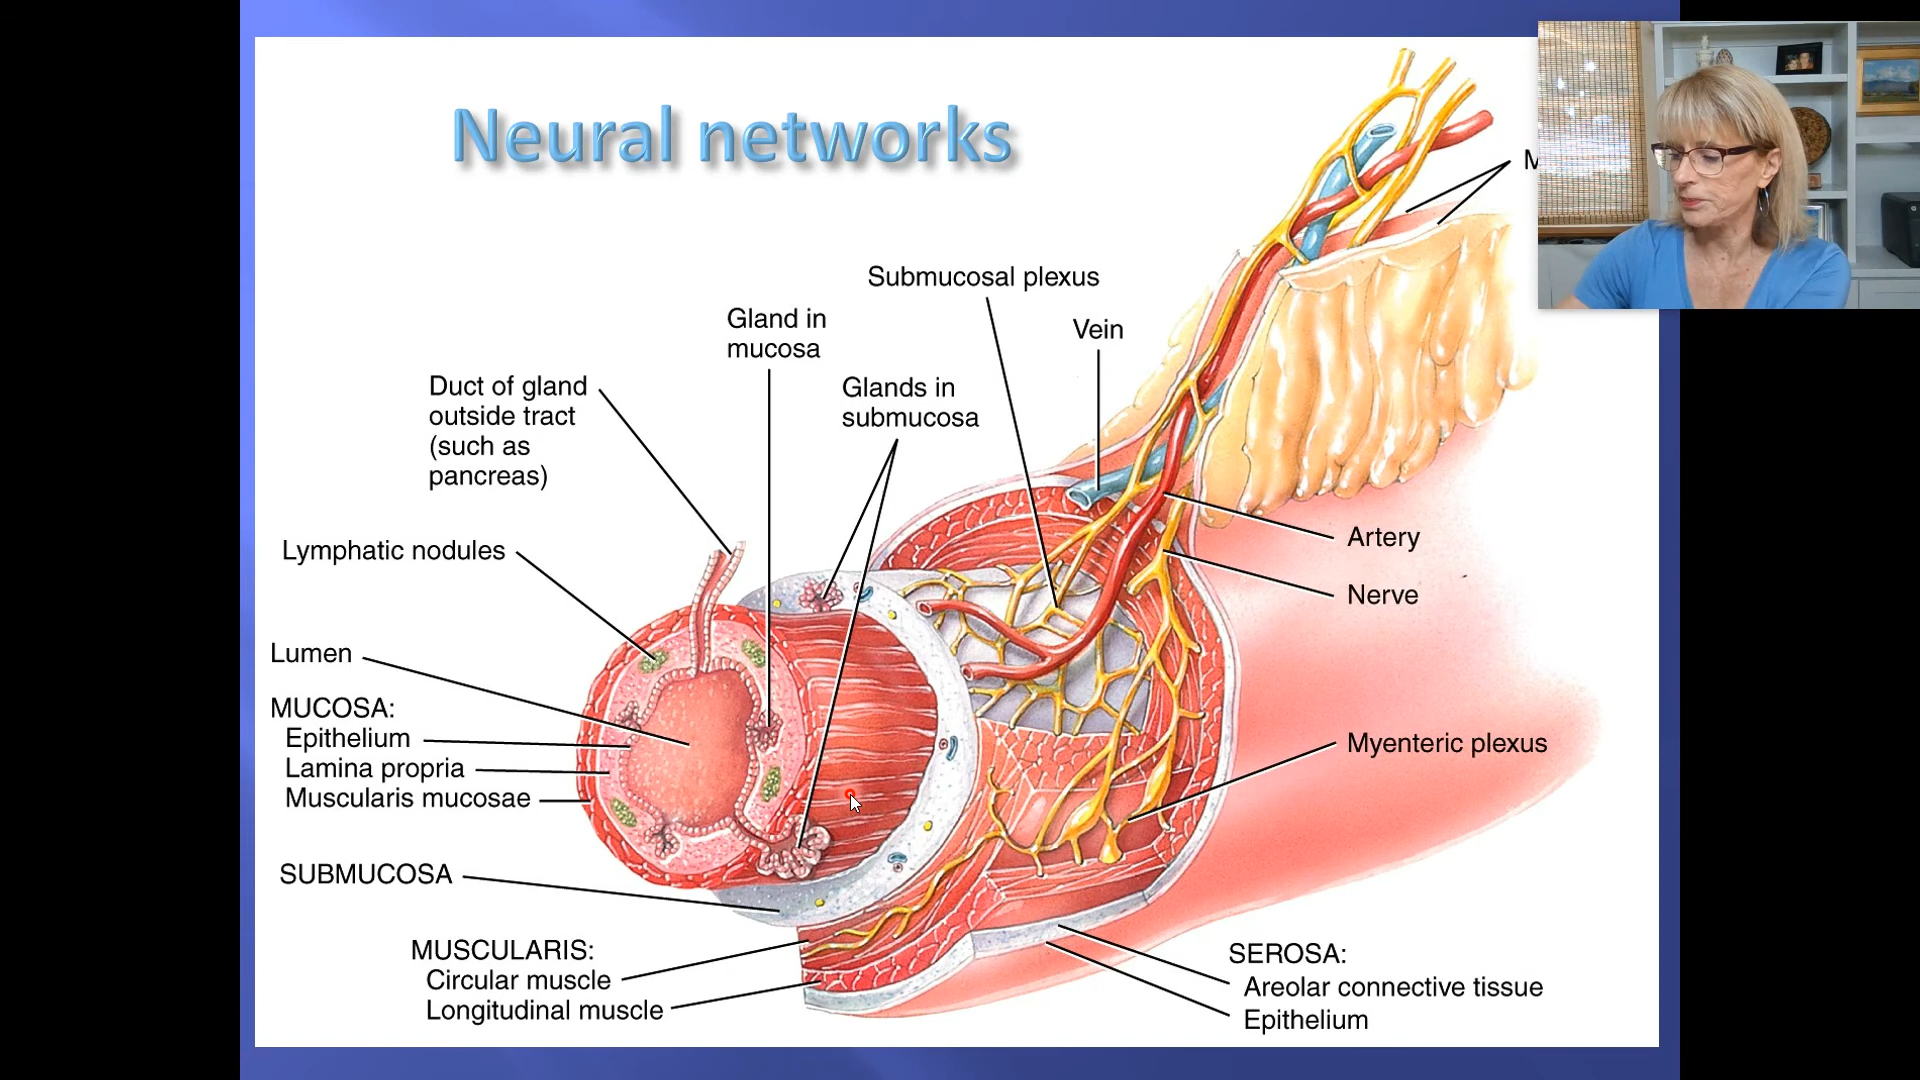 Neural networks
M
Submucosal plexus
Gland in
mucosa
Vein
Duct of gland
outside tract
(such as
pancreas)
Glands in
submucosa
Lymphatic nodules
Artery
Nerve
Lumen
MUCOSA:
Epithelium
Lamina propria
Muscularis mucosae
Myenteric plexus
SUBMUCOSA
MUSCULARIS:
Circular muscle
Longitudinal muscle
SEROSA:
Areolar connective tissue
Epithelium